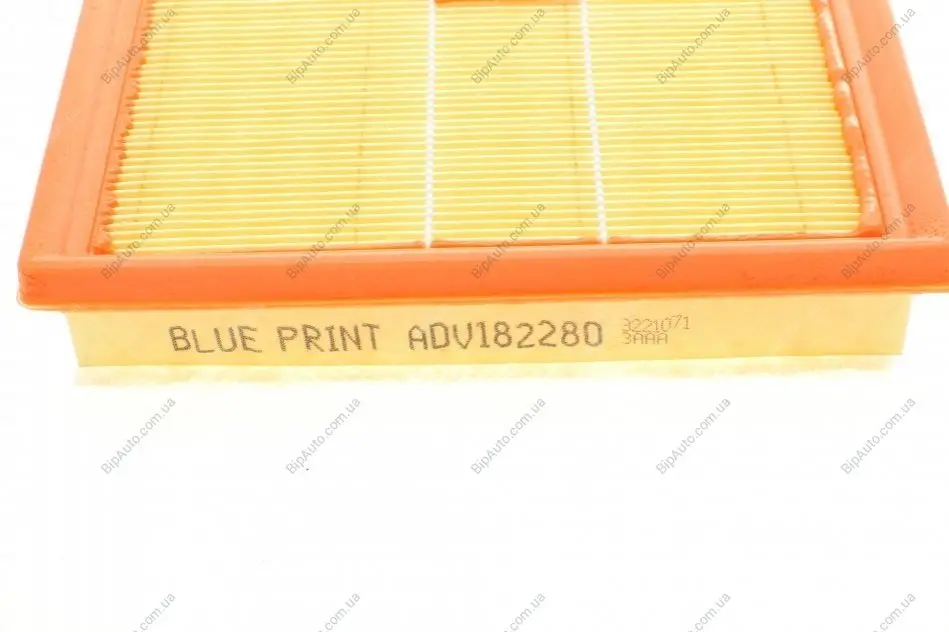 BLUE PRINT ADV182280
3221071
3AAA
BipAuto.com.ua